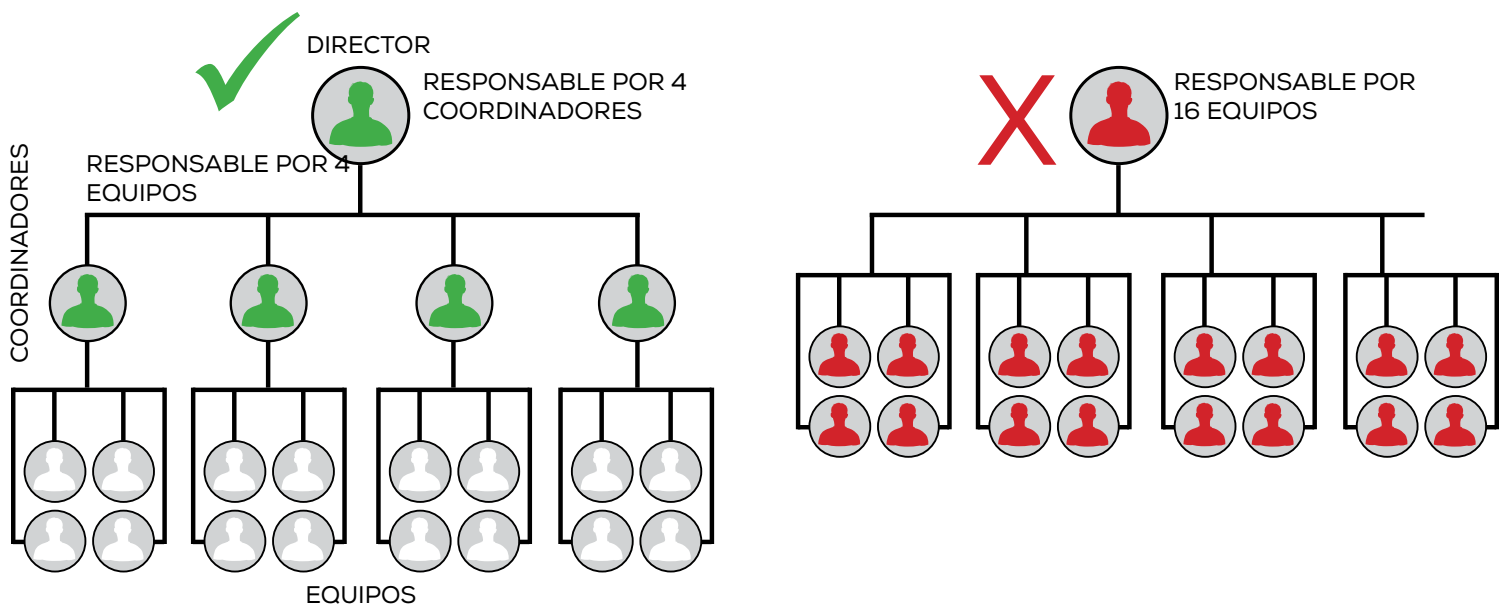 DIRECTOR
RESPONSABLE POR 4
COORDINADORES
RESPONSABLE POR 4
EQUIPOS
COORDINADORES
EQUIPOS
X
RESPONSABLE POR
16 EQUIPOS